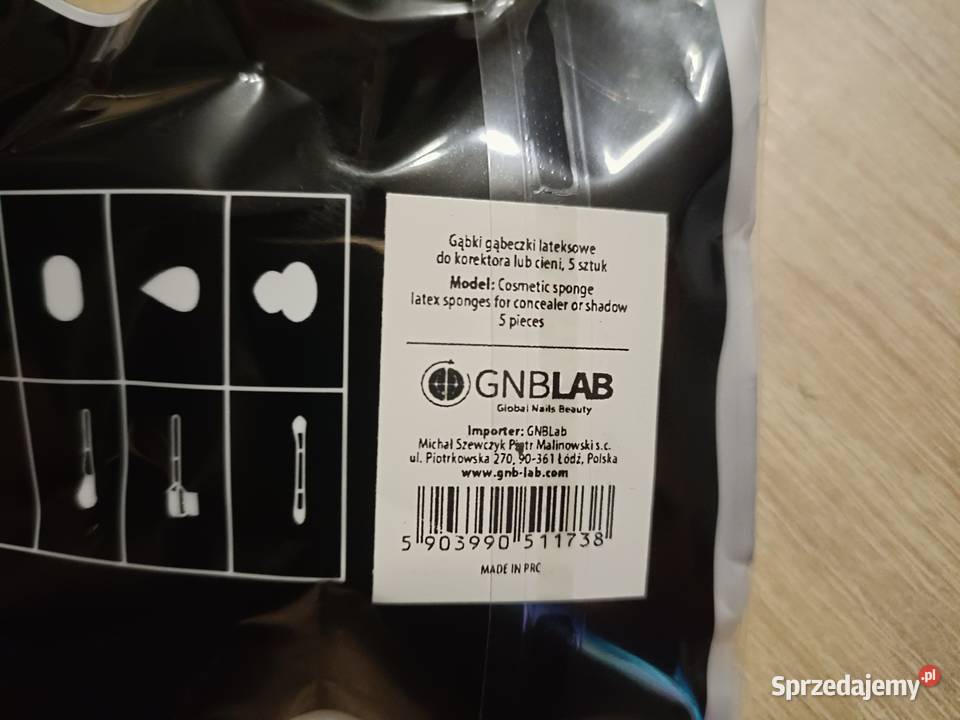 Gąbki gąbeczki lateksowe
do korektora lub cieni, 5 sztuk
Model: Cosmetic sponge
latex sponges for concealer or shadow
5 pieces
GNBLAB
Global Nails Beauty
Importer: GNBLab
Michał Szewczyk Piotr Malinowski s.c.
ul. Piotrkowska 270, 90-361 Łódź, Polska
www.gnb-lab.com
5 903990 511738
MADE IN PRC
Sprzedajemy.pl